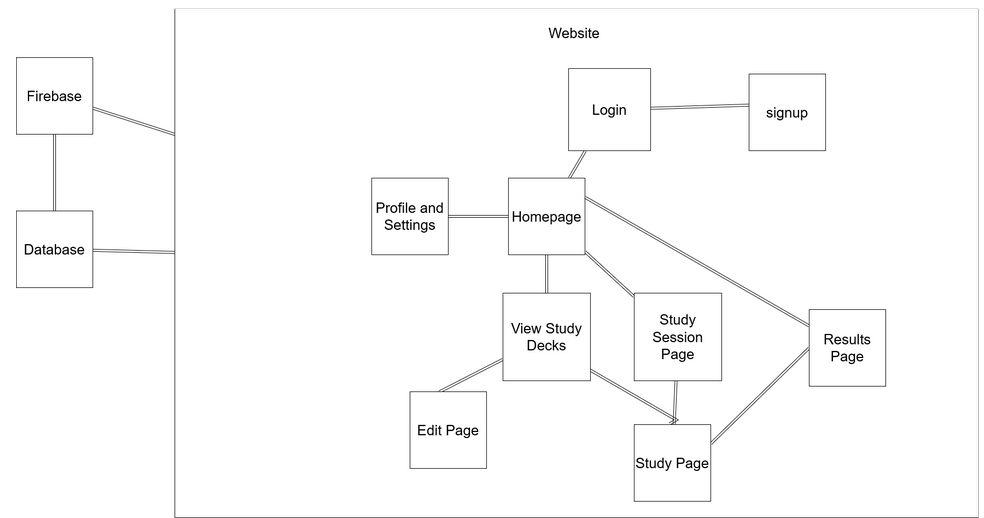 Website
Firebase
Login
signup
Profile and
Settings
Homepage
Database
View Study
Decks
Study
Session
Page
Results
Page
Edit Page
Study Page